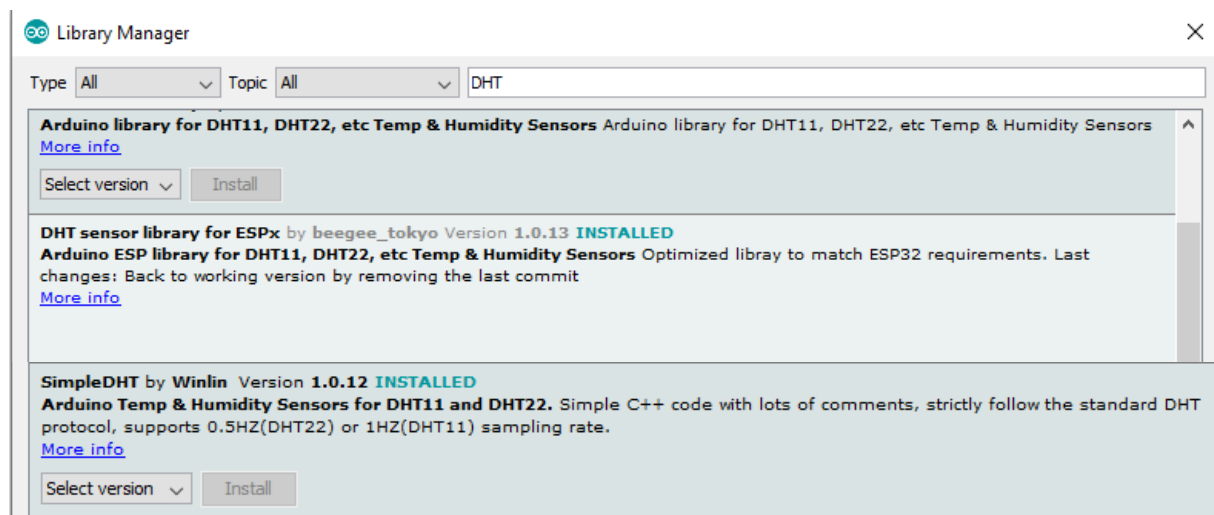 Library Manager
Type All Topic All DHT
Arduino library for DHT11, DHT22, etc Temp & Humidity Sensors Arduino library for DHT11, DHT22, etc Temp & Humidity Sensors
More info
Select version Install
DHT sensor library for ESPx by beegee_tokyo Version 1.0.13 INSTALLED
Arduino ESP library for DHT11, DHT22, etc Temp & Humidity Sensors Optimized libray to match ESP32 requirements. Last
changes: Back to working version by removing the last commit
More info
SimpleDHT by Winlin Version 1.0.12 INSTALLED
Arduino Temp & Humidity Sensors for DHT11 and DHT22. Simple C++ code with lots of comments, strictly follow the standard DHT
protocol, supports 0.5HZ(DHT22) or 1HZ(DHT11) sampling rate.
More info
Select version Install